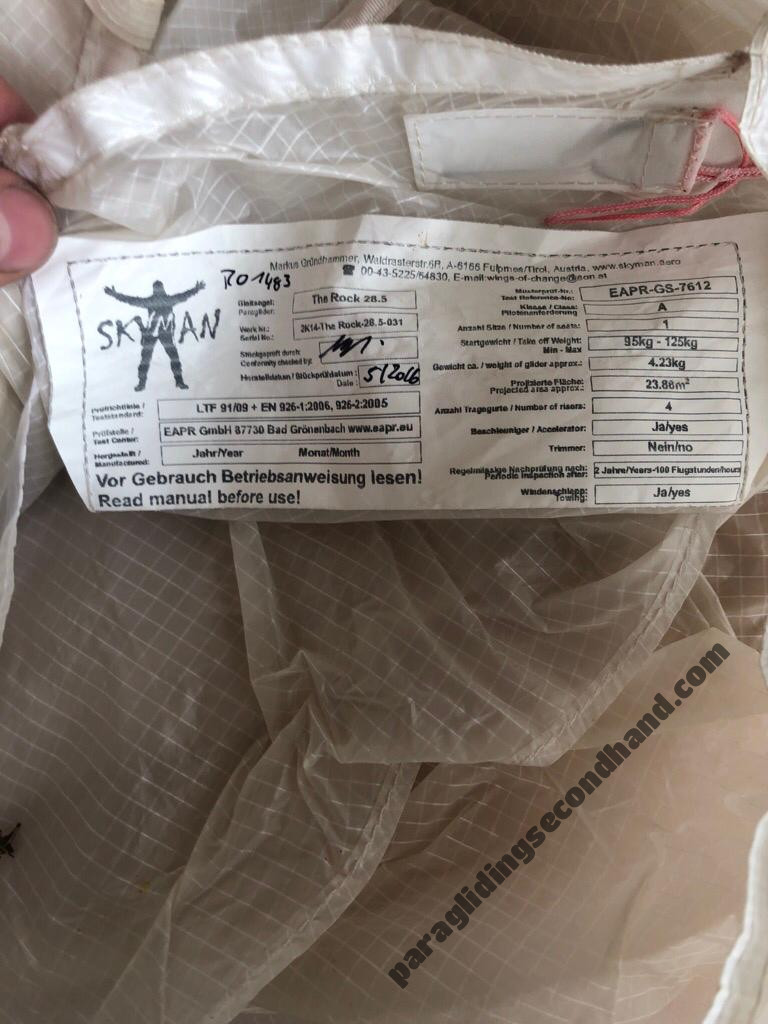 Markus Gründhammer, Waldrasterstr.6R, A-6166 Fulpmes/Tirol, Austria, www.skyman.aero
☎ 00-43-5225/64830, E-mail:wings-of-change@aon.at
RO1483
SKYMAN
Gleitsegel: The Rock 28.5
Paraglider:
Werk Nr.: 2K14-The Rock-28.5-031
Serial No.:
Stückgeprüft durch:
Conformity checked by:
Herstelldatum / Stückprüfdatum : 5/2016
Date :
Prüfrichtlinie / LTF 91/09 + EN 926-1:2006, 926-2:2005
Teststandard:
Prüfstelle / EAPR GmbH 87730 Bad Grönenbach www.eapr.eu
Test Center:
Hergestellt / Jahr/Year Monat/Month
Manufactured:
Vor Gebrauch Betriebsanweisung lesen!
Read manual before use!
Musterprüf-Nr.: EAPR-GS-7612
Test Reference-No:
Klasse / Class: A
Pilotenanforderung
Anzahl Sitze / Number of seats: 1
Startgewicht / Take off Weight: 95kg - 125kg
Min - Max
Gewicht ca. / weight of glider approx.: 4.23kg
Projizierte Fläche: 23.86m²
Projected area approx.:
Anzahl Tragegurte / Number of risers: 4
Beschleuniger / Accelerator: Ja/yes
Trimmer: Nein/no
Regelmässige Nachprüfung nach: 2 Jahre/Years-100 Flugstunden/hours
Periodic inspection after:
Windenschlepp: Ja/yes
Towing:
paraglidingsecondhand.com